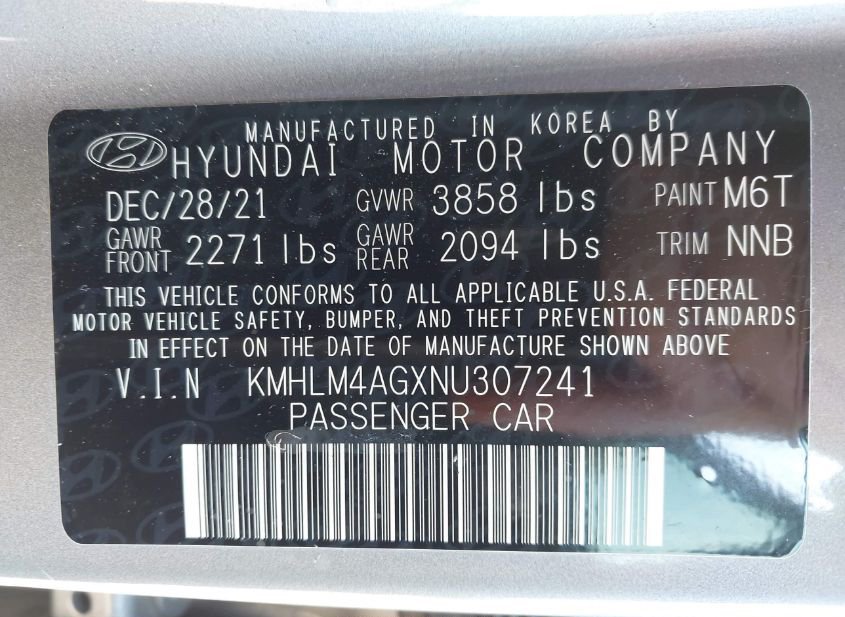 MANUFACTURED IN KOREA BY
HYUNDAI MOTOR COMPANY
DEC/28/21 GVWR 3858 lbs PAINT M6T
GAWR FRONT 2271 lbs GAWR REAR 2094 lbs TRIM NNB
THIS VEHICLE CONFORMS TO ALL APPLICABLE U.S.A. FEDERAL
MOTOR VEHICLE SAFETY, BUMPER, AND THEFT PREVENTION STANDARDS
IN EFFECT ON THE DATE OF MANUFACTURE SHOWN ABOVE
V.I.N KMHLM4AGXNU307241
PASSENGER CAR